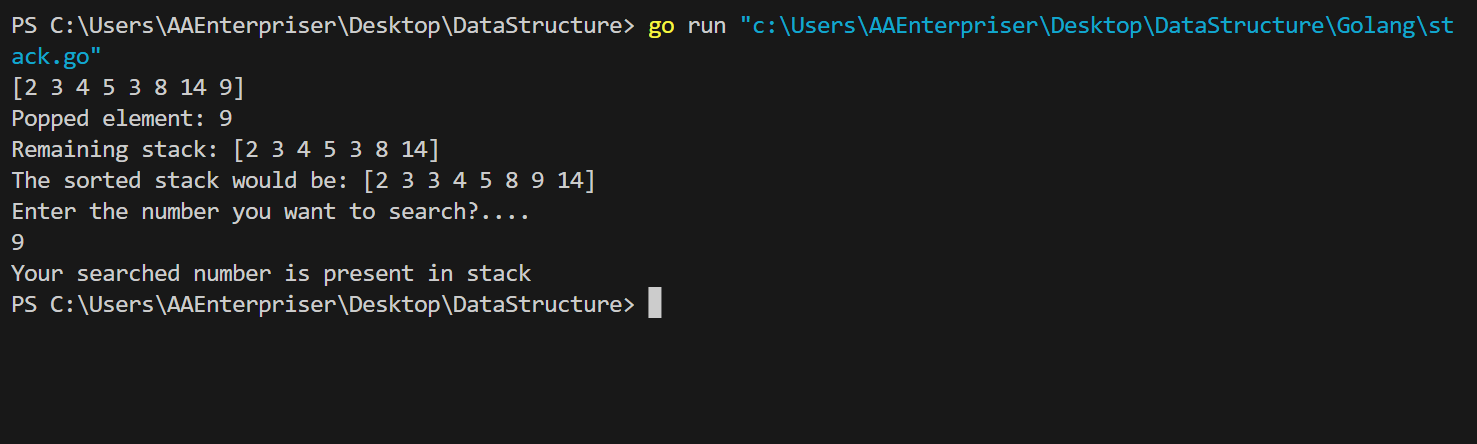 PS C:\Users\AAEnterpriser\Desktop\DataStructure> go run "c:\Users\AAEnterpriser\Desktop\DataStructure\Golang\st
ack.go"
[2 3 4 5 3 8 14 9]
Popped element: 9
Remaining stack: [2 3 4 5 3 8 14]
The sorted stack would be: [2 3 3 4 5 8 9 14]
Enter the number you want to search?....
9
Your searched number is present in stack
PS C:\Users\AAEnterpriser\Desktop\DataStructure>